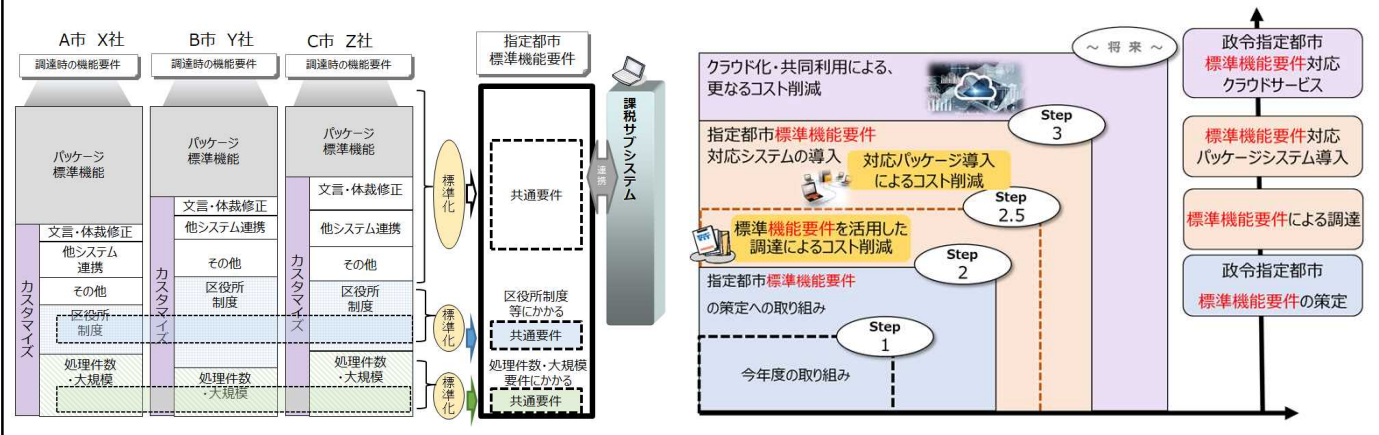 A市 X社
調達時の機能要件
パッケージ
標準機能
カスタマイズ
文言・体裁修正
他システム
連携
その他
区役所
制度
処理件数
・大規模
B市 Y社
調達時の機能要件
パッケージ
標準機能
カスタマイズ
文言・体裁修正
他システム連携
その他
区役所
制度
処理件数
・大規模
C市 Z社
調達時の機能要件
パッケージ
標準機能
カスタマイズ
文言・体裁修正
他システム連携
その他
区役所
制度
処理件数
・大規模
標準化
標準化
標準化
指定都市
標準機能要件
共通要件
区役所制度
等にかかる
共通要件
処理件数・大規模
要件にかかる
共通要件
連携
課税サブシステム
～ 将 来 ～
クラウド化・共同利用による、
更なるコスト削減
Step
3
指定都市標準機能要件
対応システムの導入
対応パッケージ導入
によるコスト削減
Step
2.5
標準機能要件を活用した
調達によるコスト削減
Step
2
指定都市標準機能要件
の策定への取り組み
Step
1
今年度の取り組み
政令指定都市
標準機能要件対応
クラウドサービス
標準機能要件対応
パッケージシステム導入
標準機能要件による調達
政令指定都市
標準機能要件の策定